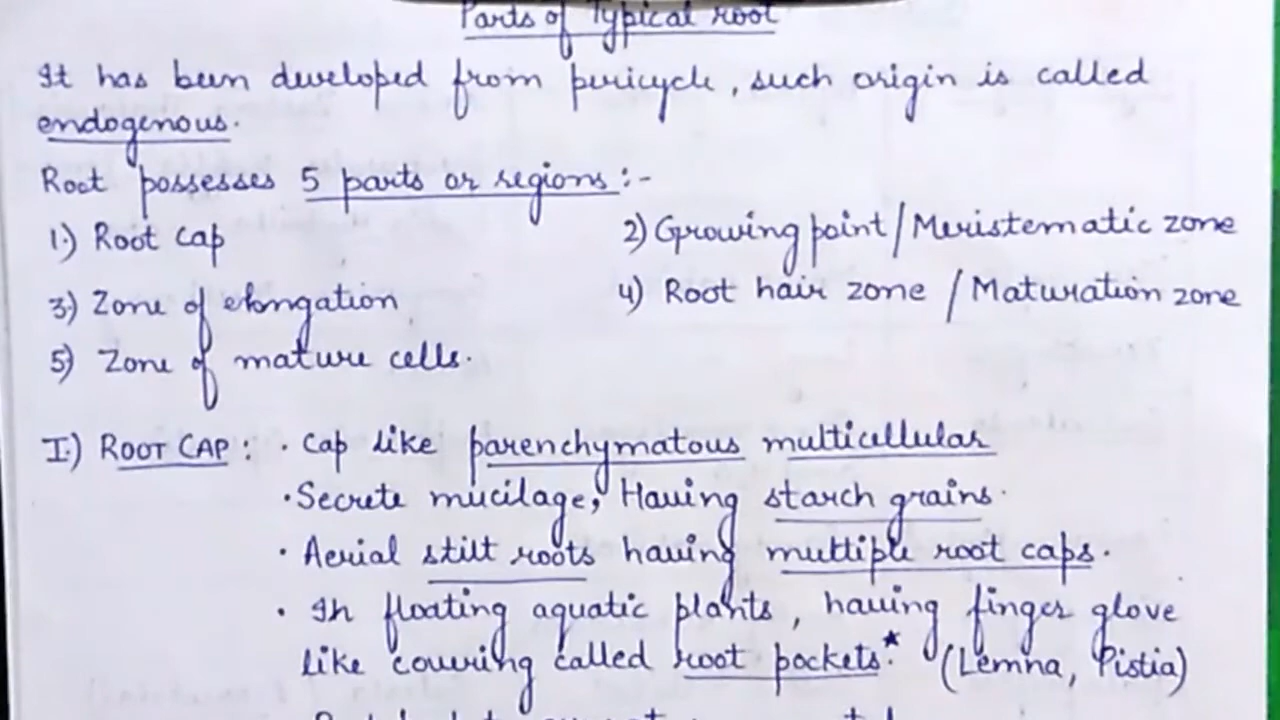 Parts of Typical root
It has been developed from pericycle, such origin is called
endogenous.
Root possesses 5 parts or regions:-
1.) Root cap
2) Growing point/Meristematic zone
3) Zone of elongation
4) Root hair zone /Maturation zone
5) Zone of mature cells.
I.) ROOT CAP: · Cap like parenchymatous multicellular
· Secrete mucilage, Having starch grains.
· Aerial stilt roots having multiple root caps.
· In floating aquatic plants, having finger glove
like covering called root pockets.* (Lemna, Pistia)